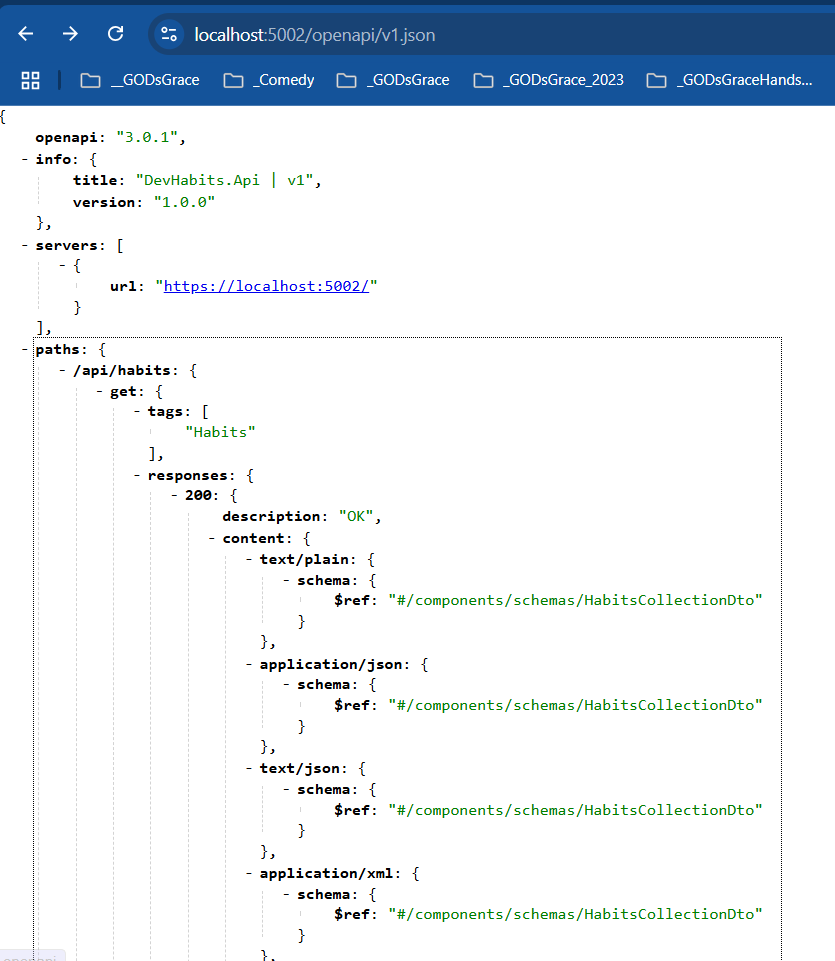 localhost:5002/openapi/v1.json
__GODsGrace _Comedy _GODsGrace _GODsGrace_2023 _GODsGraceHands...
{
openapi: "3.0.1",
- info: {
title: "DevHabits.Api | v1",
version: "1.0.0"
},
- servers: [
- {
url: "https://localhost:5002/"
}
],
- paths: {
- /api/habits: {
- get: {
- tags: [
"Habits"
],
- responses: {
- 200: {
description: "OK",
- content: {
- text/plain: {
- schema: {
$ref: "#/components/schemas/HabitsCollectionDto"
}
},
- application/json: {
- schema: {
$ref: "#/components/schemas/HabitsCollectionDto"
}
},
- text/json: {
- schema: {
$ref: "#/components/schemas/HabitsCollectionDto"
}
},
- application/xml: {
- schema: {
$ref: "#/components/schemas/HabitsCollectionDto"
}
},